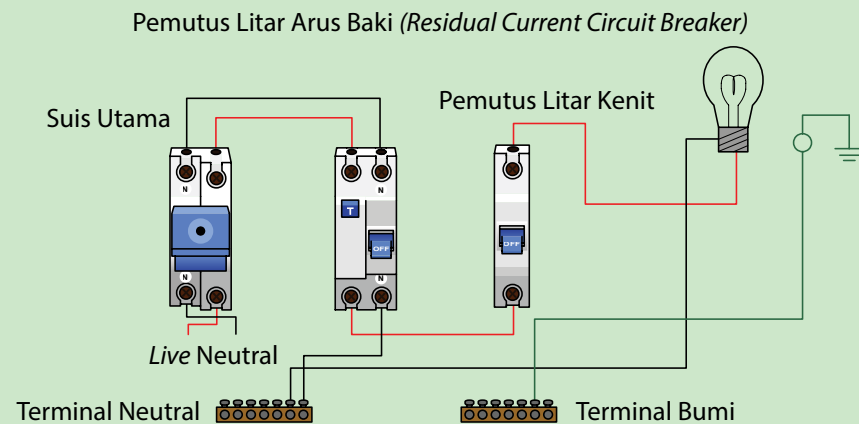 Pemutus Litar Arus Baki (Residual Current Circuit Breaker)
Suis Utama
Pemutus Litar Kenit
N
N
T
OFF
OFF
N
N
Live Neutral
Terminal Neutral
Terminal Bumi